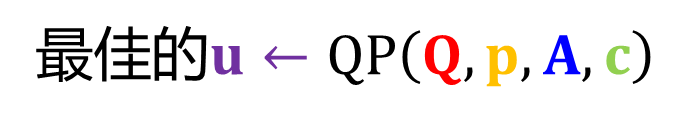 最佳的u ← QP(Q, p, A, c)